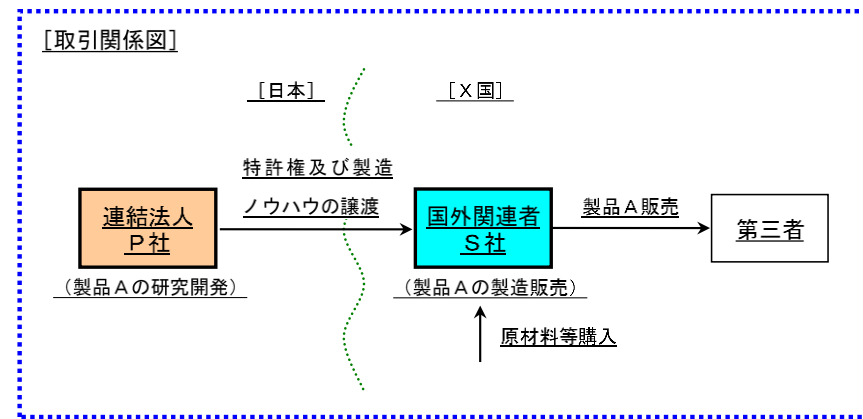 [取引関係図]
[日本]
[X国]
特許権及び製造
ノウハウの譲渡
連結法人
P社
(製品Aの研究開発)
国外関連者
S社
(製品Aの製造販売)
製品A販売
第三者
原材料等購入